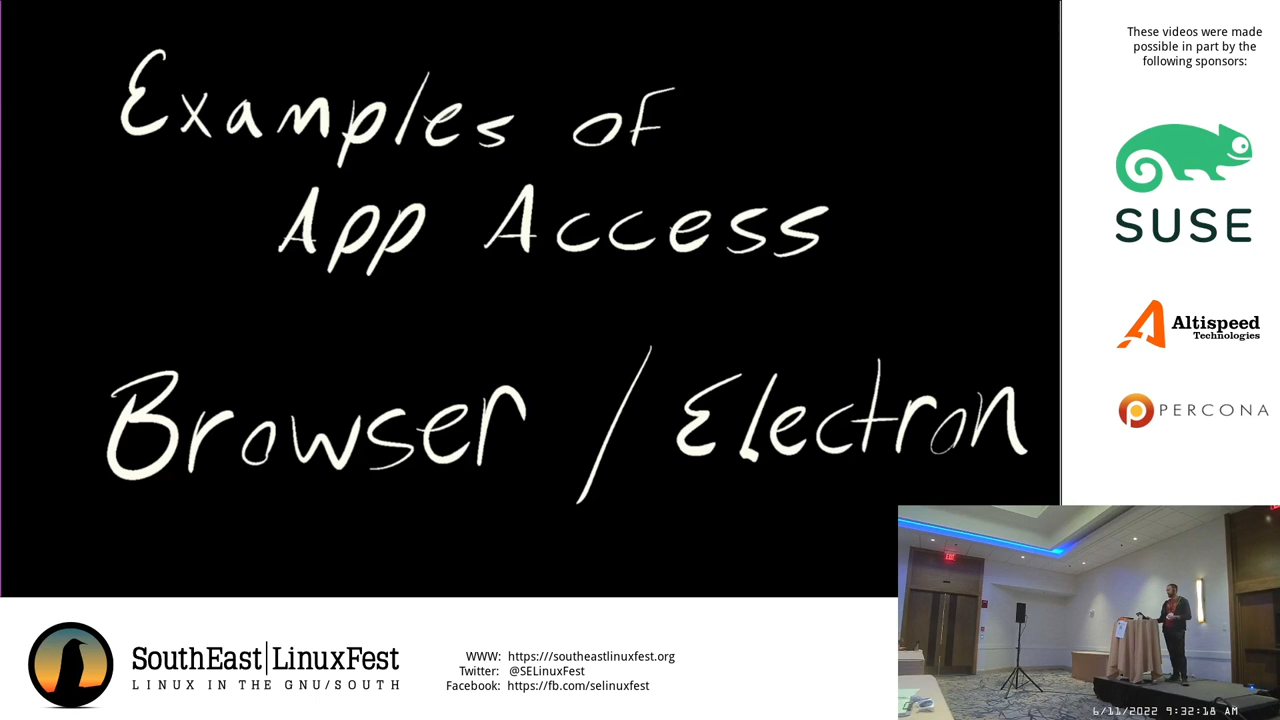 Examples of
App Access
Browser / Electron
These videos were made
possible in part by the
following sponsors:
SUSE
Altispeed
Technologies
PERCONA
EXIT
SouthEast LinuxFest
LINUX IN THE GNU/SOUTH
WWW: https://southeastlinuxfest.org
Twitter: @SELinuxFest
Facebook: https://fb.com/selinuxfest
6/11/2022 9:32:18 AM